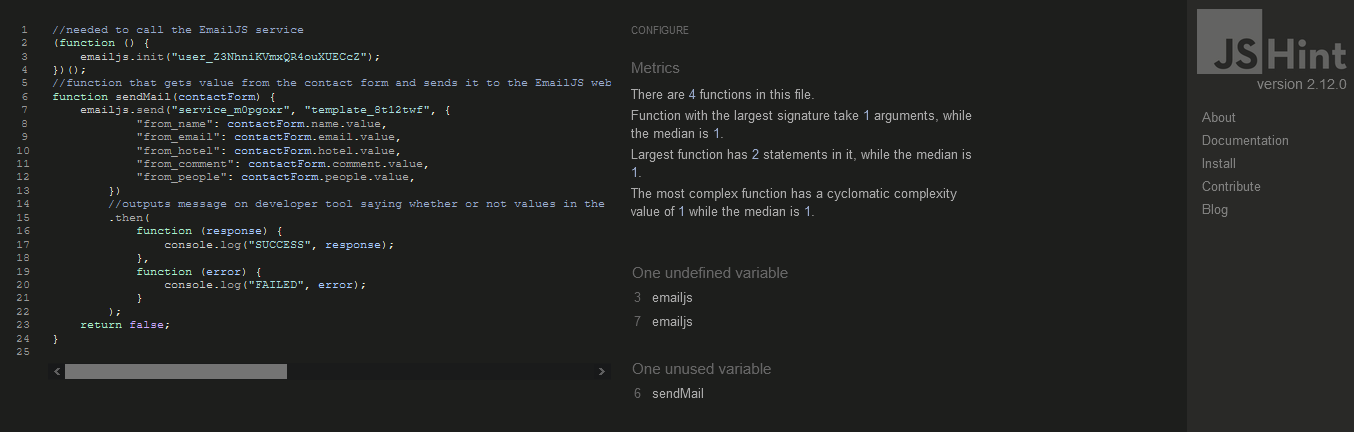 1 //needed to call the EmailJS service
2 (function () {
3 emailjs.init("user_Z3NhniKVmxQR4ouXUECcZ");
4 })();
5 //function that gets value from the contact form and sends it to the EmailJS web
6 function sendMail(contactForm) {
7 emailjs.send("service_m0pgoxr", "template_8t12twf", {
8 "from_name": contactForm.name.value,
9 "from_email": contactForm.email.value,
10 "from_hotel": contactForm.hotel.value,
11 "from_comment": contactForm.comment.value,
12 "from_people": contactForm.people.value,
13 })
14 //outputs message on developer tool saying whether or not values in the
15 .then(
16 function (response) {
17 console.log("SUCCESS", response);
18 },
19 function (error) {
20 console.log("FAILED", error);
21 }
22 );
23 return false;
24 }
25
CONFIGURE
Metrics
There are 4 functions in this file.
Function with the largest signature take 1 arguments, while
the median is 1.
Largest function has 2 statements in it, while the median is
1.
The most complex function has a cyclomatic complexity
value of 1 while the median is 1.
One undefined variable
3 emailjs
7 emailjs
One unused variable
6 sendMail
JSHint
version 2.12.0
About
Documentation
Install
Contribute
Blog